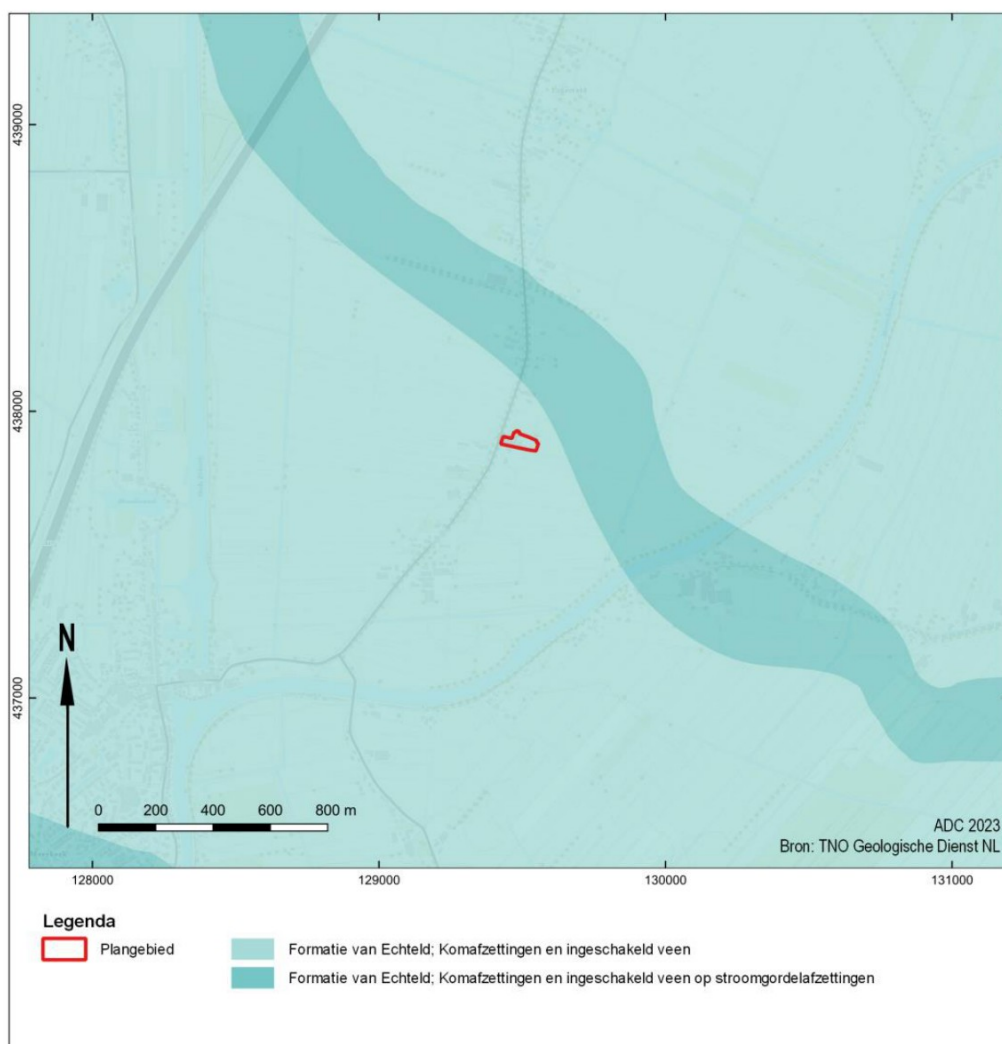 439000
438000
437000
N
0 200 400 600 800 m
ADC 2023
Bron: TNO Geologische Dienst NL
128000 129000 130000 131000
Legenda
Plangebied
Formatie van Echteld; Komafzettingen en ingeschakeld veen
Formatie van Echteld; Komafzettingen en ingeschakeld veen op stroomgordelafzettingen